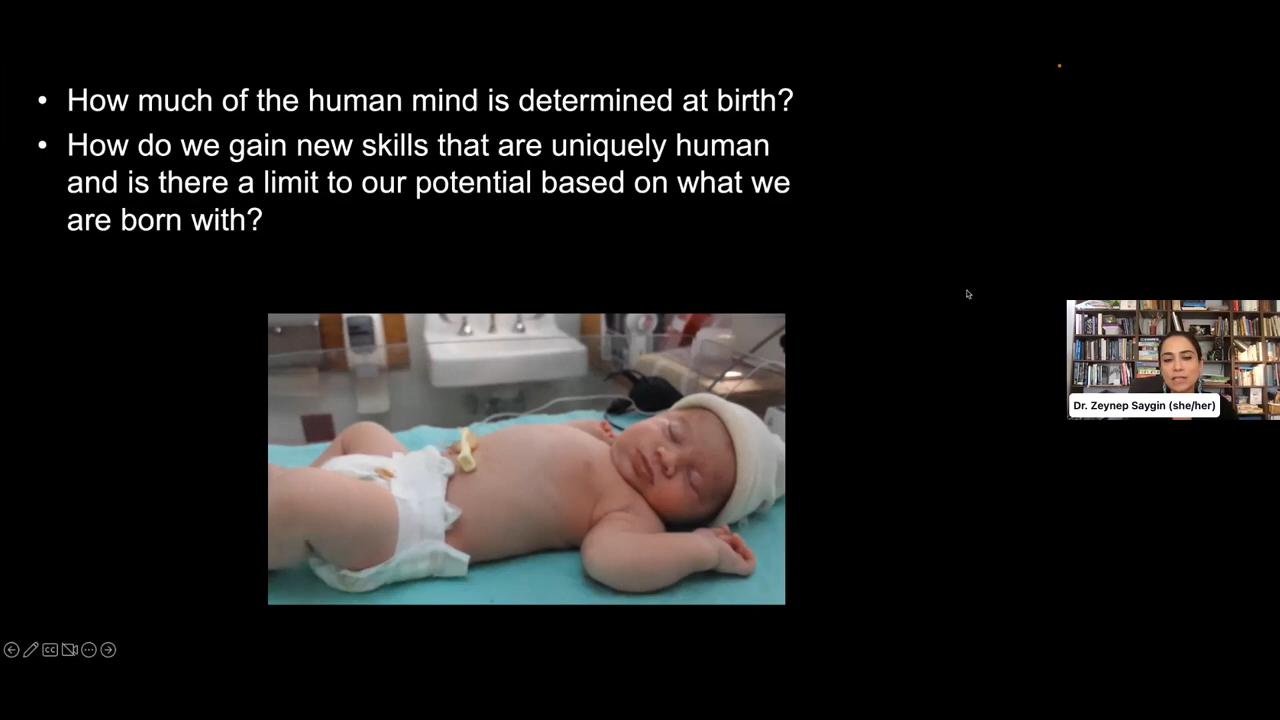 • How much of the human mind is determined at birth?
• How do we gain new skills that are uniquely human
and is there a limit to our potential based on what we
are born with?
Dr. Zeynep Saygin (she/her)
CC